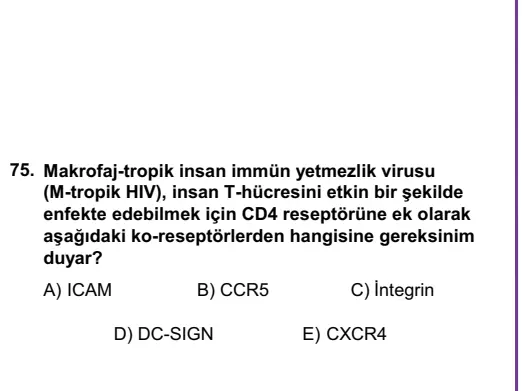 75. Makrofaj-tropik insan immün yetmezlik virusu
(M-tropik HIV), insan T-hücresini etkin bir şekilde
enfekte edebilmek için CD4 reseptörüne ek olarak
aşağıdaki ko-reseptörlerden hangisine gereksinim
duyar?
A) ICAM B) CCR5 C) İntegrin
D) DC-SIGN E) CXCR4